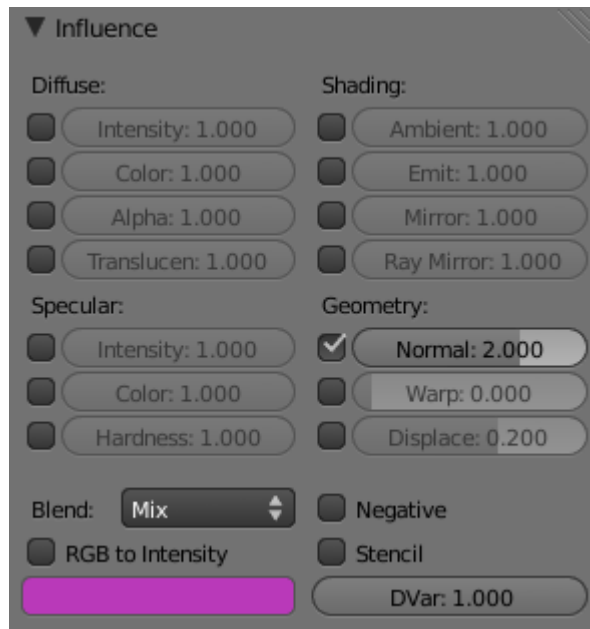 Influence
Diffuse: Shading:
Intensity: 1.000 Ambient: 1.000
Color: 1.000 Emit: 1.000
Alpha: 1.000 Mirror: 1.000
Translucen: 1.000 Ray Mirror: 1.000
Specular: Geometry:
Intensity: 1.000 Normal: 2.000
Color: 1.000 Warp: 0.000
Hardness: 1.000 Displace: 0.200
Blend: Mix Negative
RGB to Intensity Stencil
DVar: 1.000